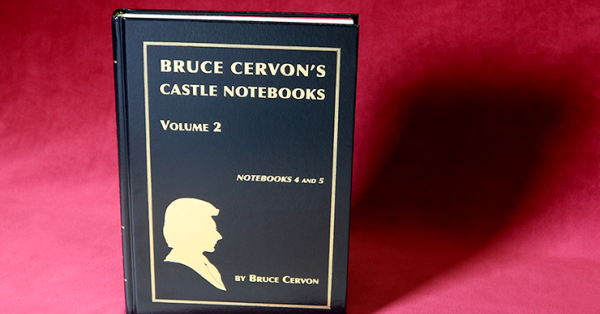 BRUCE CERVON'S
CASTLE NOTEBOOKS
VOLUME 2
NOTEBOOKS 4 AND 5
BY BRUCE CERVON